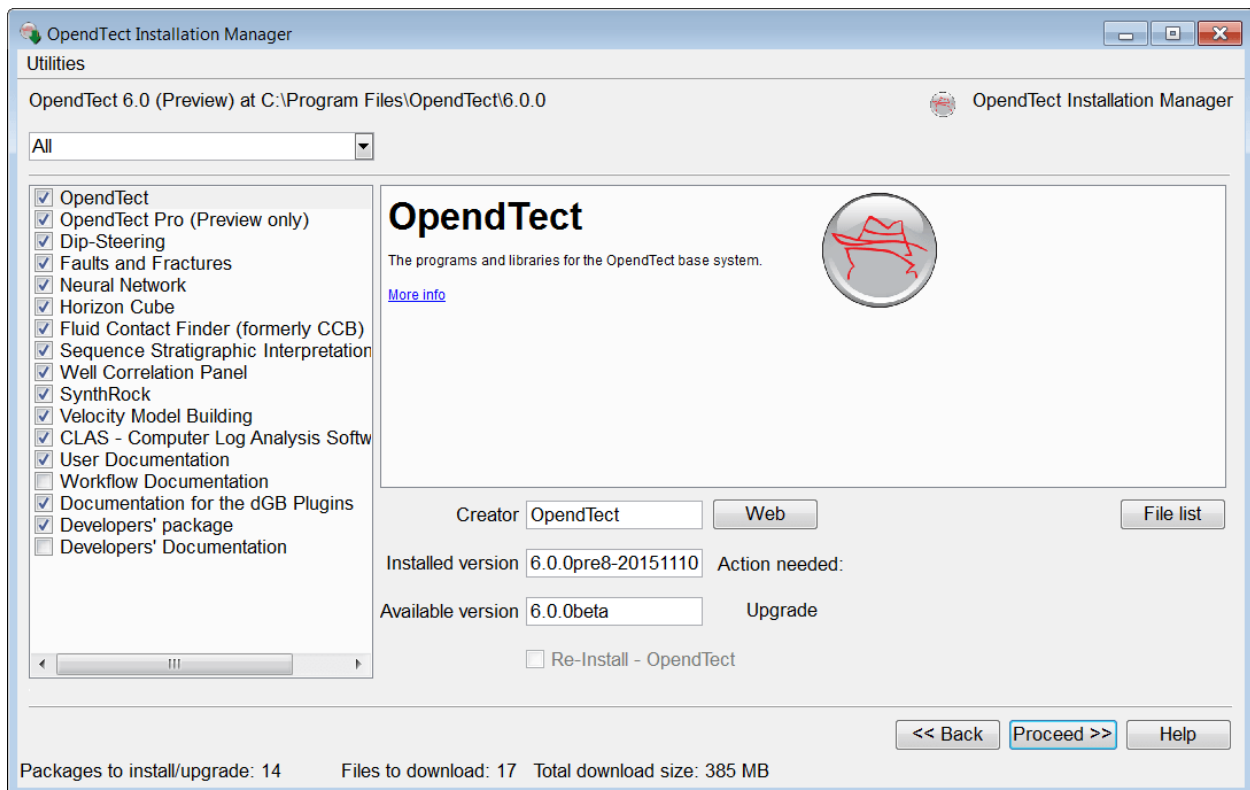 OpendTect Installation Manager
Utilities
OpendTect 6.0 (Preview) at C:\Program Files\OpendTect\6.0.0
OpendTect Installation Manager
All
OpendTect
OpendTect Pro (Preview only)
Dip-Steering
Faults and Fractures
Neural Network
Horizon Cube
Fluid Contact Finder (formerly CCB)
Sequence Stratigraphic Interpretation
Well Correlation Panel
SynthRock
Velocity Model Building
CLAS - Computer Log Analysis Softw
User Documentation
Workflow Documentation
Documentation for the dGB Plugins
Developers' package
Developers' Documentation
OpendTect
The programs and libraries for the OpendTect base system.
More info
Creator OpendTect Web File list
Installed version 6.0.0pre8-20151110 Action needed:
Available version 6.0.0beta Upgrade
Re-Install - OpendTect
<< Back Proceed >> Help
Packages to install/upgrade: 14 Files to download: 17 Total download size: 385 MB